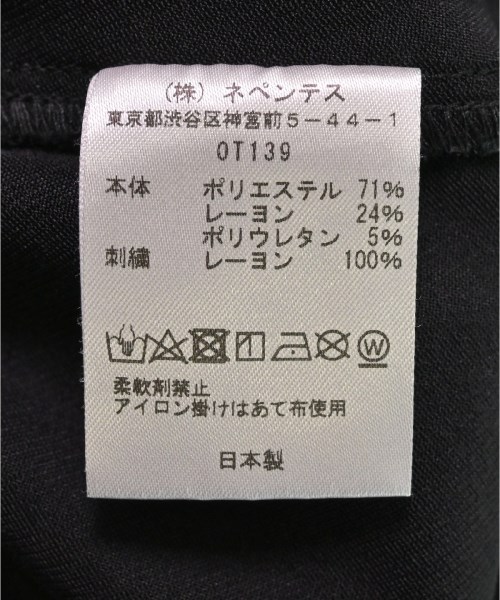 (株) ネペンテス
東京都渋谷区神宮前5-44-1
OT139
本体 ポリエステル 71%
レーヨン 24%
ポリウレタン 5%
刺繍 レーヨン 100%
W
柔軟剤禁止
アイロン掛けはあて布使用
日本製